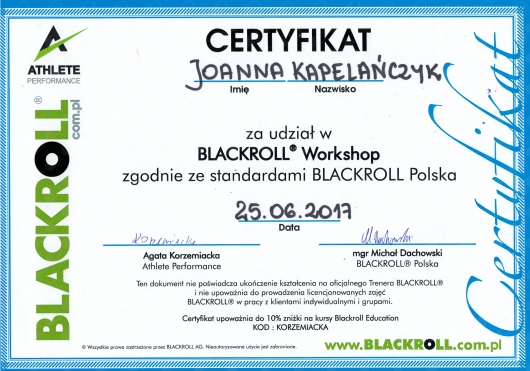 ATHLETE
PERFORMANCE
BLACKROLL®
com.pl
CERTYFIKAT
JOANNA KAPELAŃCZYK
Imię Nazwisko
za udział w
BLACKROLL® Workshop
zgodnie ze standardami BLACKROLL Polska
25.06.2017
Data
Korzemiacka
Agata Korzemiacka
Athlete Performance
mgr Michał Dachowski
BLACKROLL® Polska
Ten dokument nie poświadcza ukończenie kształcenia na oficjalnego Trenera BLACKROLL®
i nie upoważnia do prowadzenia licencjonowanych zajęć
BLACKROLL® w pracy z klientami indywidualnymi i grupami.
Certyfikat upoważnia do 10% zniżki na kursy Blackroll Education
KOD : KORZEMIACKA
© Wszystkie prawa zastrzeżone przez BLACKROLL AG. Nieautoryzowane użycie jest zabronione.
www.BLACKROLL.com.pl
Certyfikat